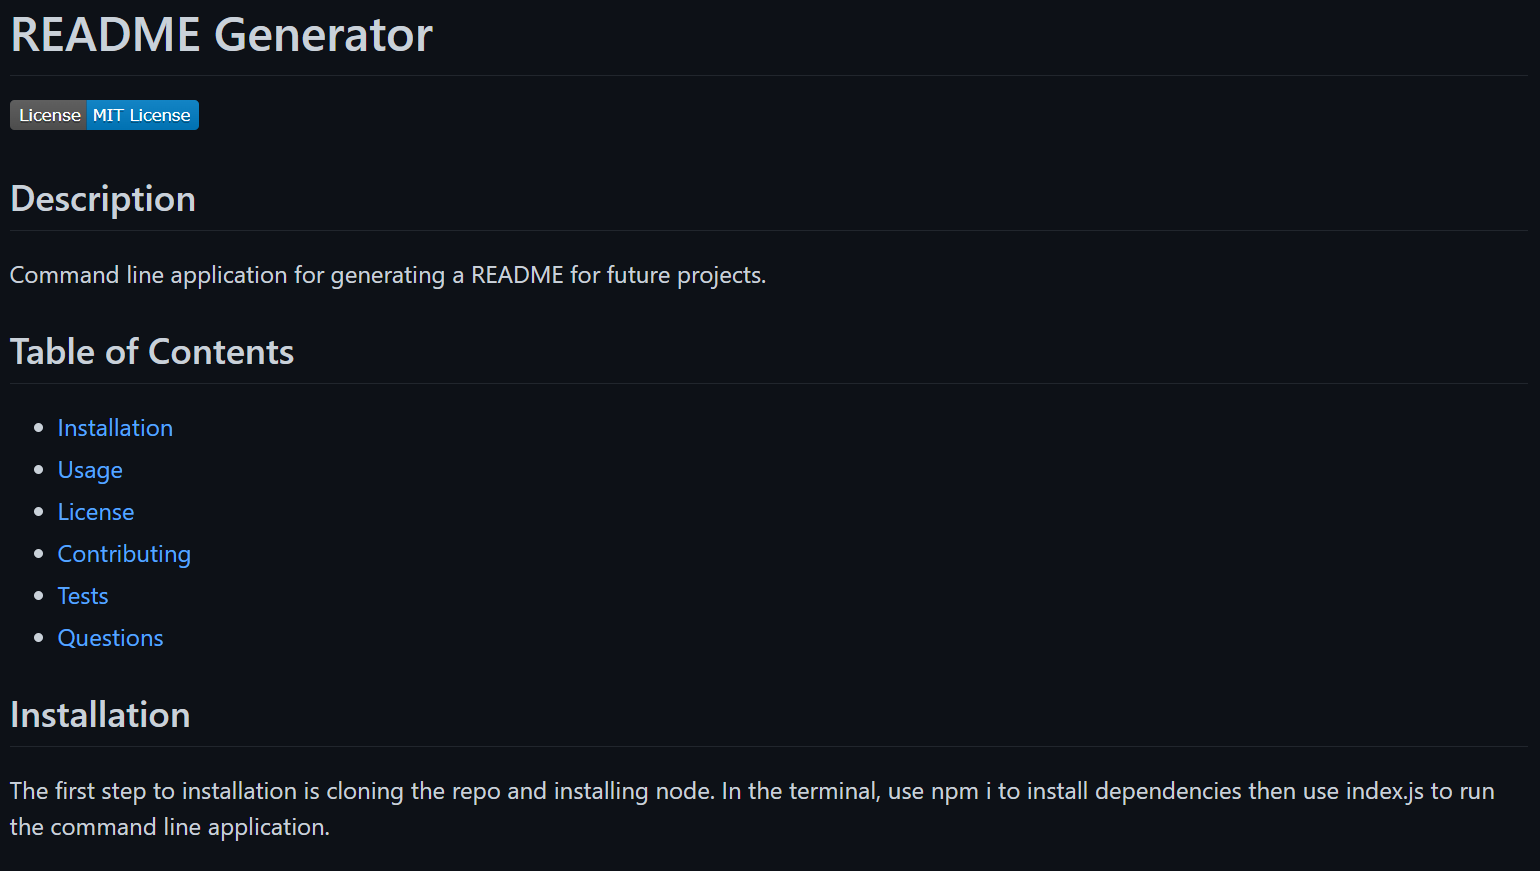 README Generator
License MIT License
Description
Command line application for generating a README for future projects.
Table of Contents
Installation
Usage
License
Contributing
Tests
Questions
Installation
The first step to installation is cloning the repo and installing node. In the terminal, use npm i to install dependencies then use index.js to run
the command line application.